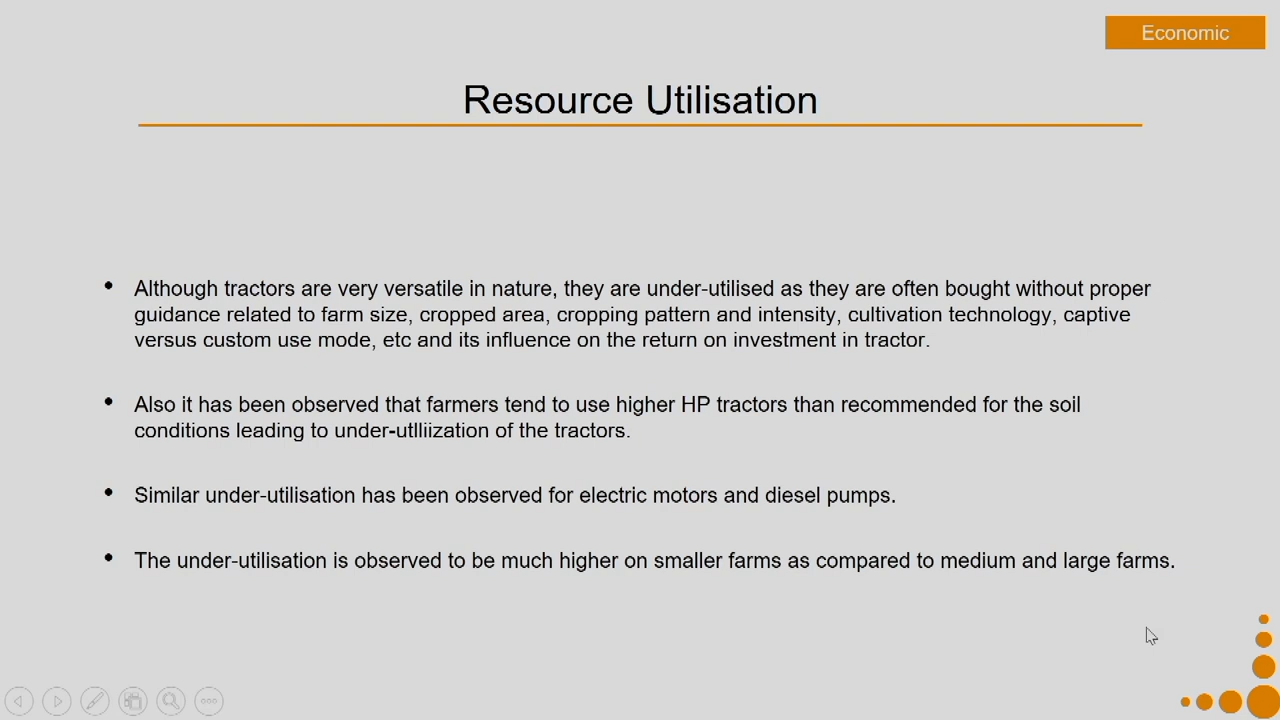 Economic
Resource Utilisation
• Although tractors are very versatile in nature, they are under-utilised as they are often bought without proper
guidance related to farm size, cropped area, cropping pattern and intensity, cultivation technology, captive
versus custom use mode, etc and its influence on the return on investment in tractor.
• Also it has been observed that farmers tend to use higher HP tractors than recommended for the soil
conditions leading to under-utlliization of the tractors.
• Similar under-utilisation has been observed for electric motors and diesel pumps.
• The under-utilisation is observed to be much higher on smaller farms as compared to medium and large farms.